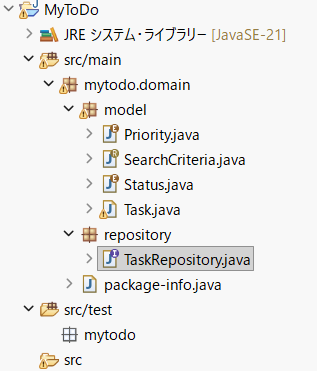 MyToDo
JRE システム・ライブラリー [JavaSE-21]
src/main
mytodo.domain
model
Priority.java
SearchCriteria.java
Status.java
Task.java
repository
TaskRepository.java
package-info.java
src/test
mytodo
src